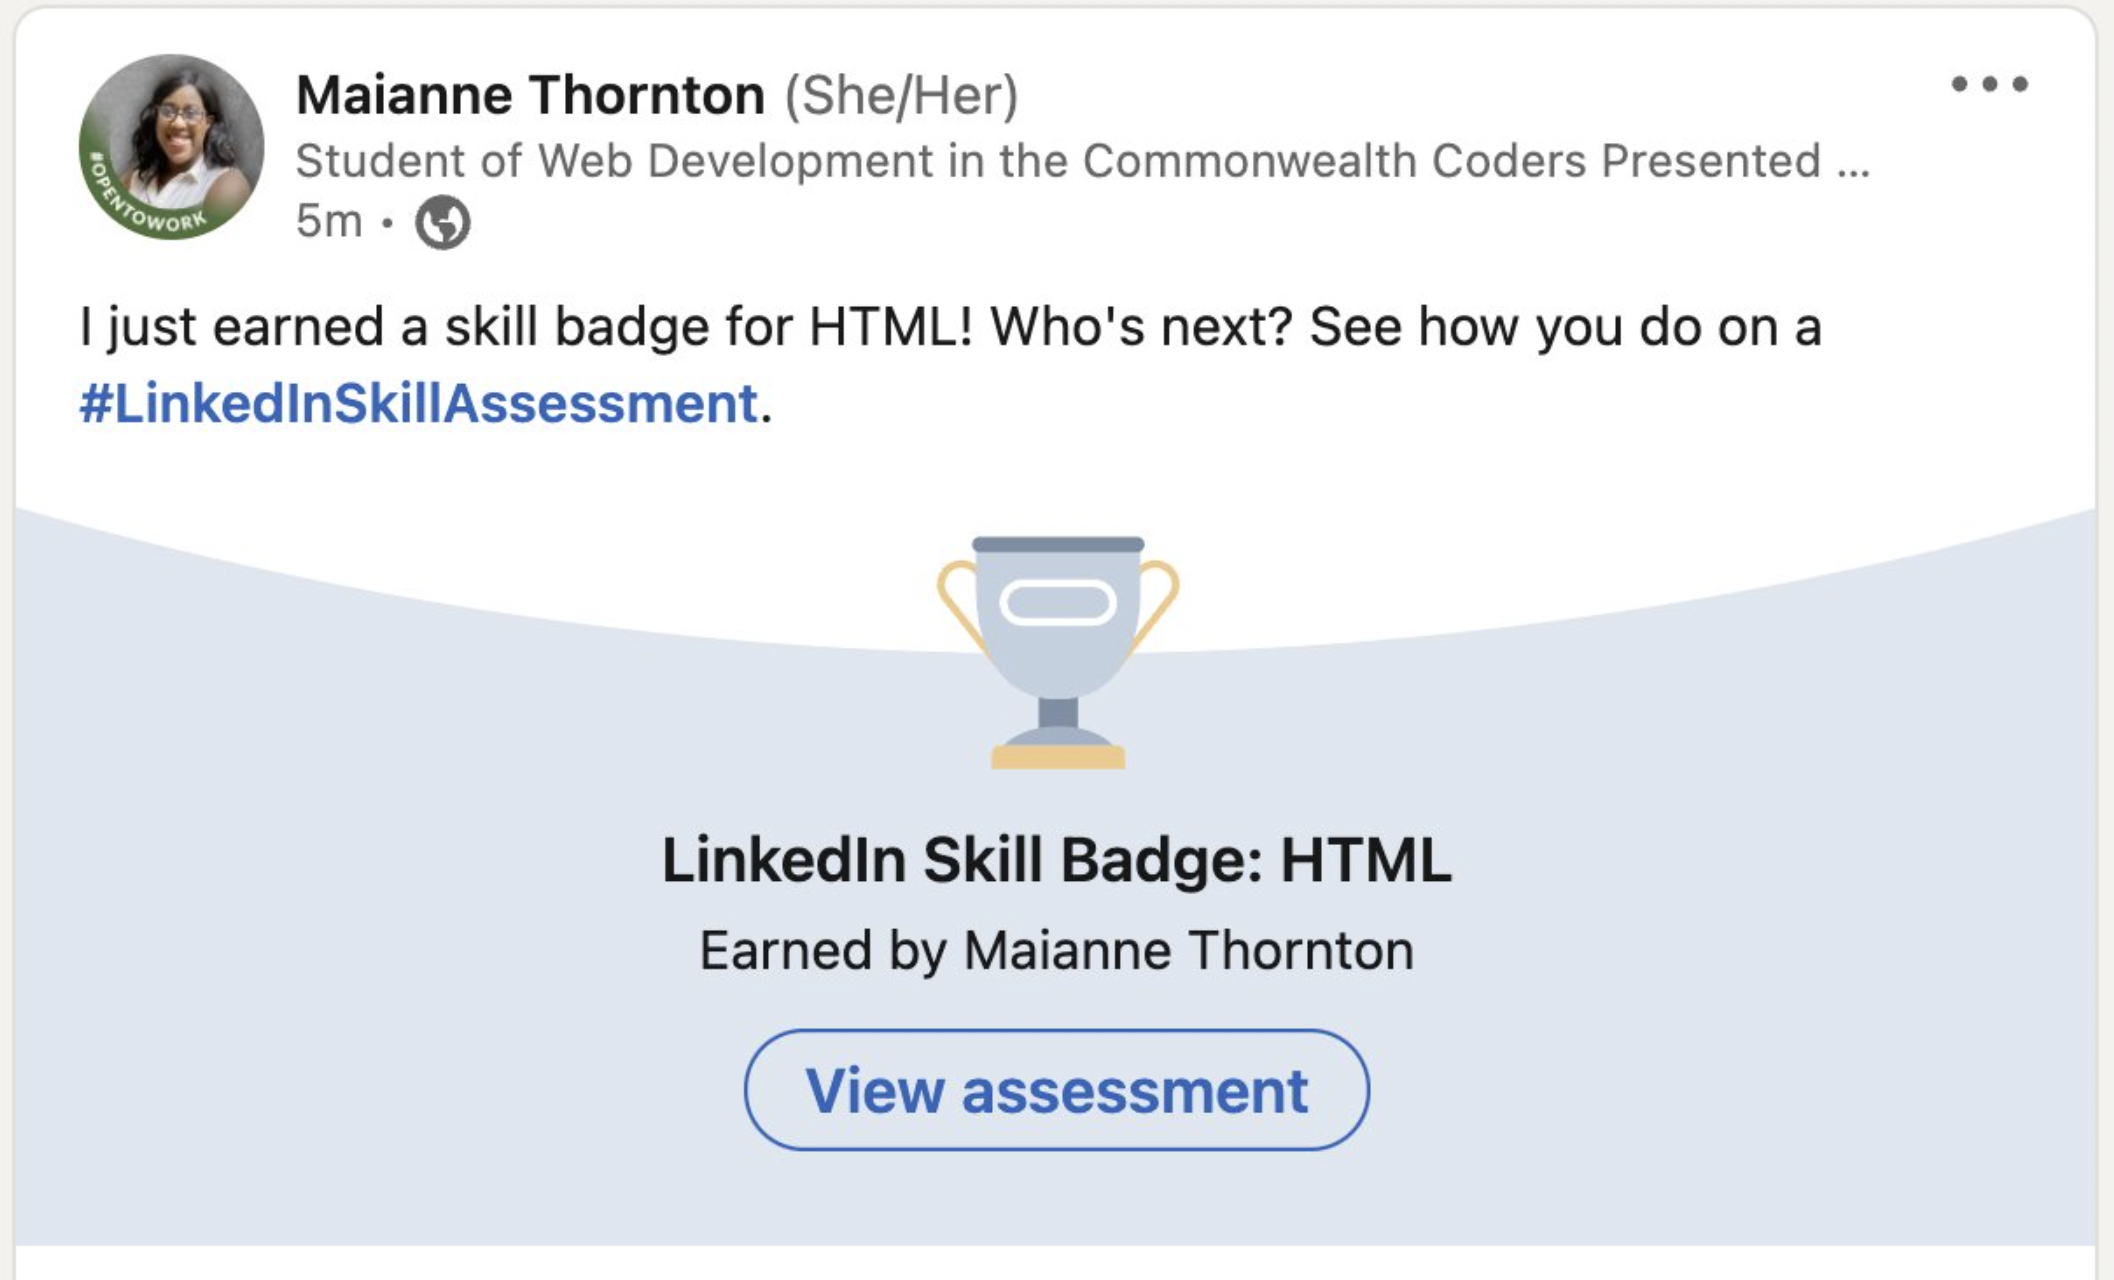 Maianne Thornton (She/Her)
Student of Web Development in the Commonwealth Coders Presented ...
5m •
#OPENTOWORK
I just earned a skill badge for HTML! Who's next? See how you do on a
#LinkedInSkillAssessment.
LinkedIn Skill Badge: HTML
Earned by Maianne Thornton
View assessment